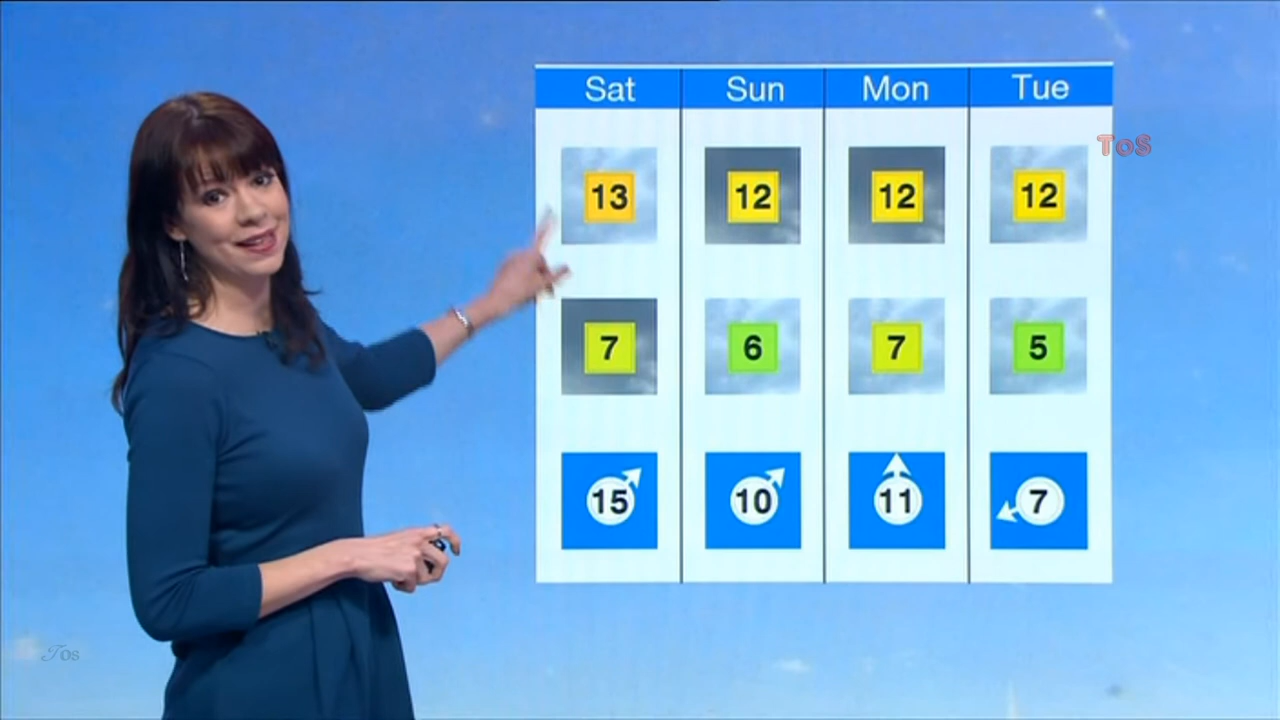 Sat Sun Mon Tue
ToS
13 12 12 12
7 6 7 5
15 10 11 7
Tos